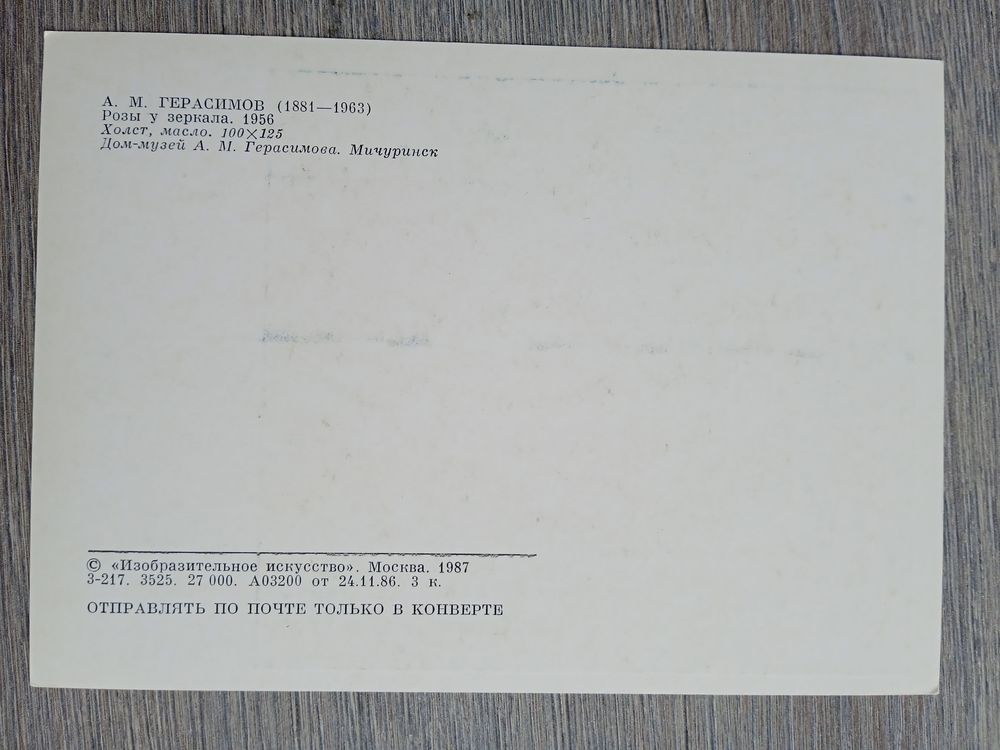 А. М. ГЕРАСИМОВ (1881—1963)
Розы у зеркала. 1956
Холст, масло. 100×125
Дом-музей А. М. Герасимова. Мичуринск
© «Изобразительное искусство». Москва. 1987
3-217. 3525. 27 000. А03200 от 24.11.86. 3 к.
ОТПРАВЛЯТЬ ПО ПОЧТЕ ТОЛЬКО В КОНВЕРТЕ